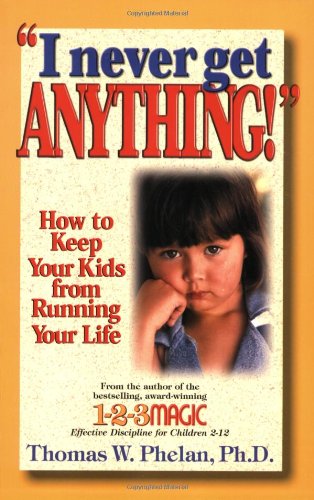 "I never get
ANYTHING!"
How to
Keep
Your Kids
from
Running
Your Life
From the author of the
bestselling, award-winning
1-2-3 MAGIC
Effective Discipline for Children 2-12
Thomas W. Phelan, Ph.D.